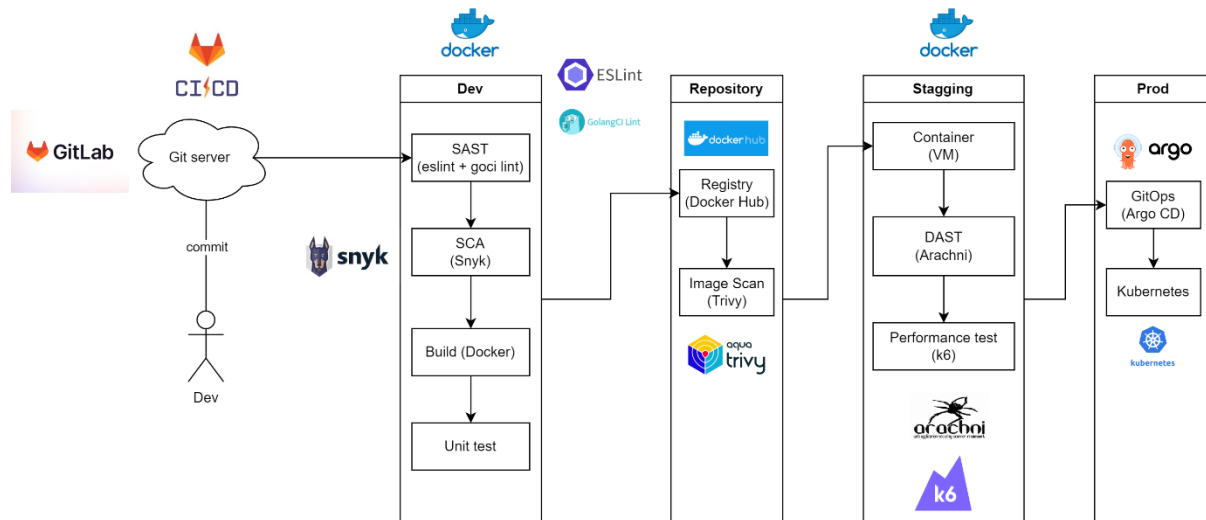 GitLab
CI/CD
Git server
commit
Dev
docker
Dev
SAST
(eslint + goci lint)
SCA
(Snyk)
Build (Docker)
Unit test
snyk
ESLint
GolangCI Lint
Repository
dockerhub
Registry
(Docker Hub)
Image Scan
(Trivy)
aqua
trivy
docker
Stagging
Container
(VM)
DAST
(Arachni)
Performance test
(k6)
arachni
k6
Prod
argo
GitOps
(Argo CD)
Kubernetes
kubernetes